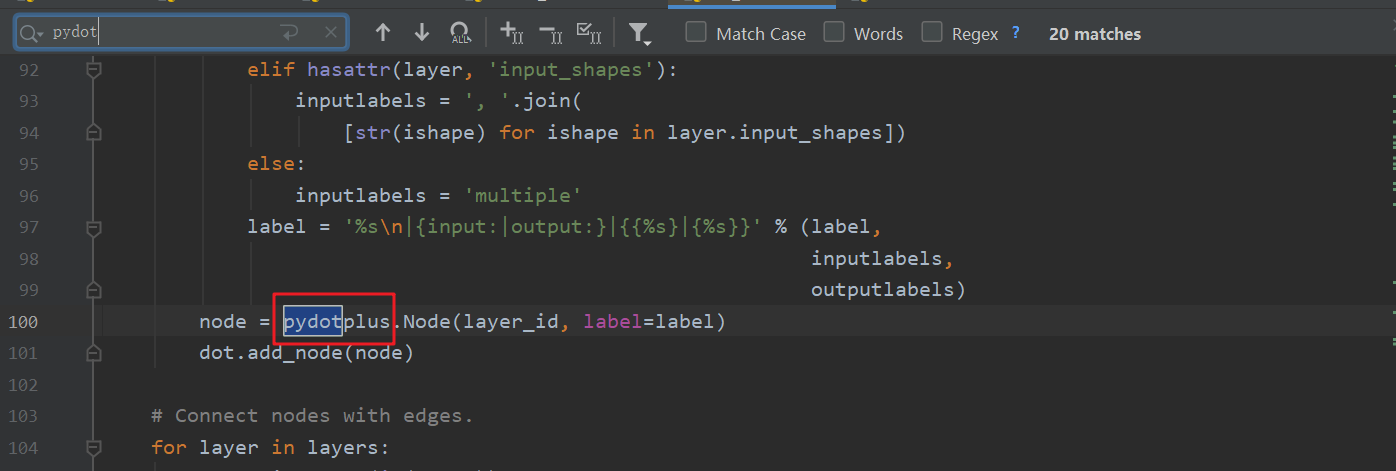 pydot Match Case Words Regex ? 20 matches
92 elif hasattr(layer, 'input_shapes'):
93 inputlabels = ', '.join(
94 [str(ishape) for ishape in layer.input_shapes])
95 else:
96 inputlabels = 'multiple'
97 label = '%s\n|{input:|output:}|{{%s}|{%s}}' % (label,
98 inputlabels,
99 outputlabels)
100 node = pydotplus.Node(layer_id, label=label)
101 dot.add_node(node)
102
103 # Connect nodes with edges.
104 for layer in layers: